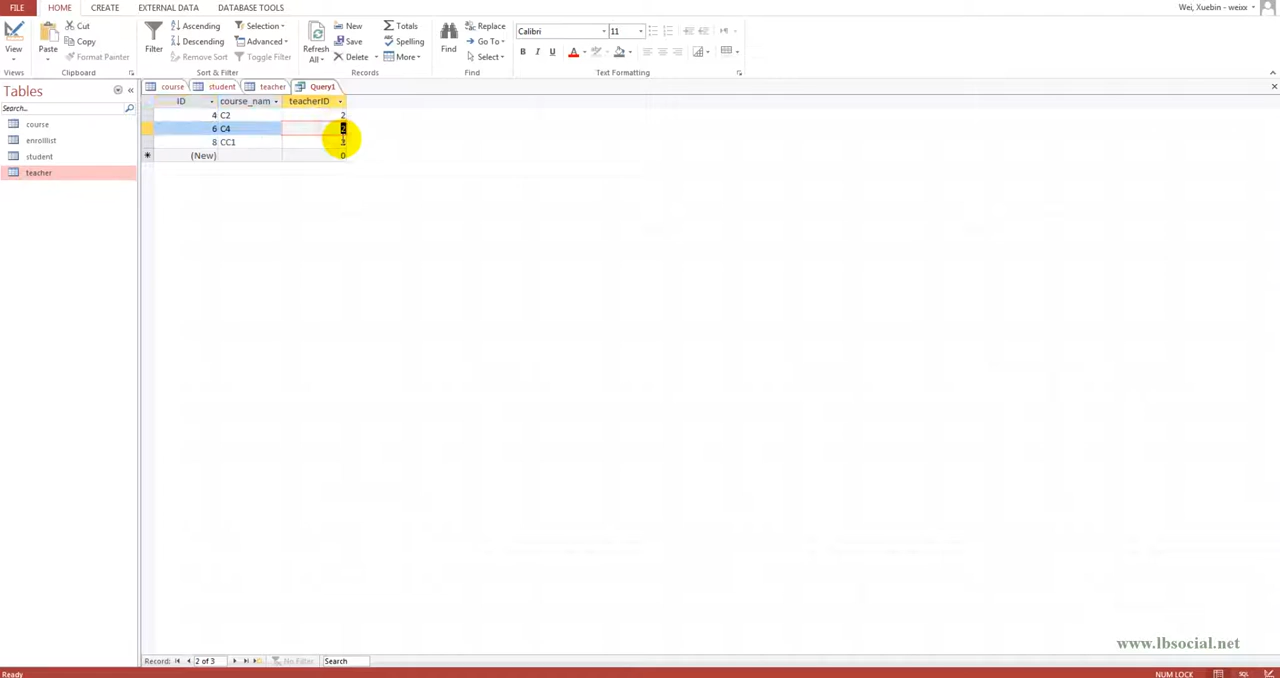 FILE HOME CREATE EXTERNAL DATA DATABASE TOOLS Wei, Xuebin - weixx
View
Views
Paste
Cut
Copy
Format Painter
Clipboard
Filter
Ascending
Descending
Remove Sort
Selection
Advanced
Toggle Filter
Sort & Filter
Refresh
All
New
Save
Delete
Totals
Spelling
More
Records
Find
Replace
Go To
Select
Find
Calibri 11
B I U A
Text Formatting
Tables
Search...
course
enrolllist
student
teacher
course student teacher Query1
ID course_nam teacherID
4 C2 2
6 C4 2
8 CC1
(New) 0
www.lbsocial.net
Record: 2 of 3 No Filter Search
Ready NUM LOCK SQL